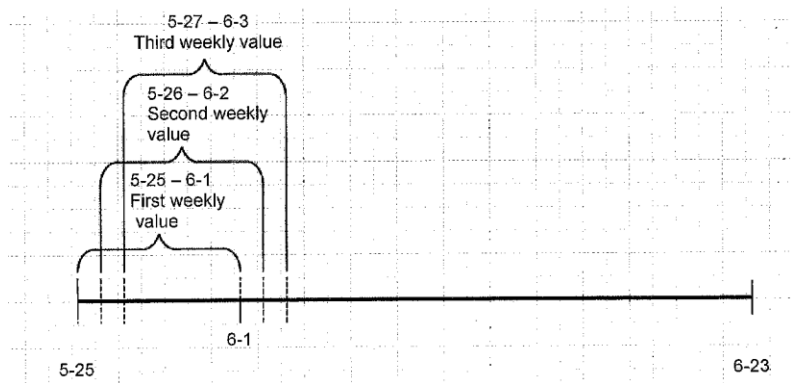 5-27 – 6-3
Third weekly value
5-26 – 6-2
Second weekly
value
5-25 – 6-1
First weekly
value
6-1
5-25
6-23